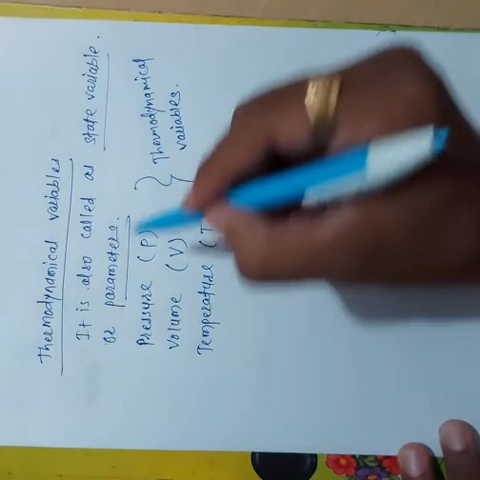 Thermodynamical variables
It is also called as state variable.
or parameters.
Pressure (P)
Volume (V)
Temperature (T
} Thermodynamical
variables.